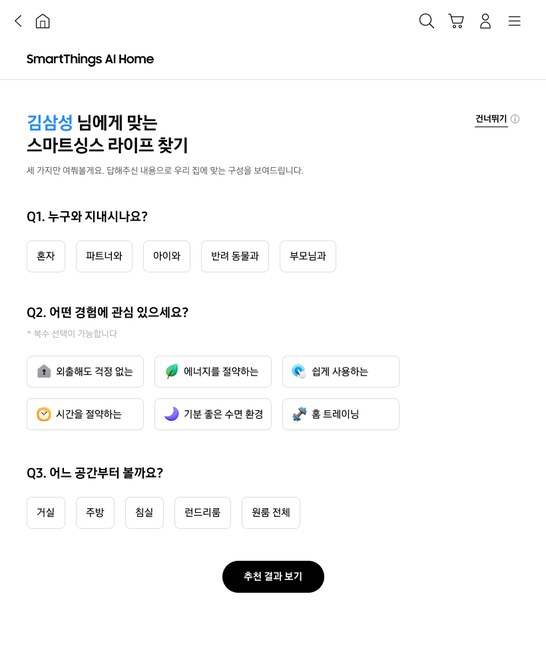 SmartThings AI Home
김삼성 님에게 맞는
스마트싱스 라이프 찾기
건너뛰기
세 가지만 여쭤볼게요. 답해주신 내용으로 우리 집에 맞는 구성을 보여드립니다.
Q1. 누구와 지내시나요?
혼자 파트너와 아이와 반려 동물과 부모님과
Q2. 어떤 경험에 관심 있으세요?
* 복수 선택이 가능합니다
외출해도 걱정 없는 에너지를 절약하는 쉽게 사용하는
시간을 절약하는 기분 좋은 수면 환경 홈 트레이닝
Q3. 어느 공간부터 볼까요?
거실 주방 침실 런드리룸 원룸 전체
추천 결과 보기